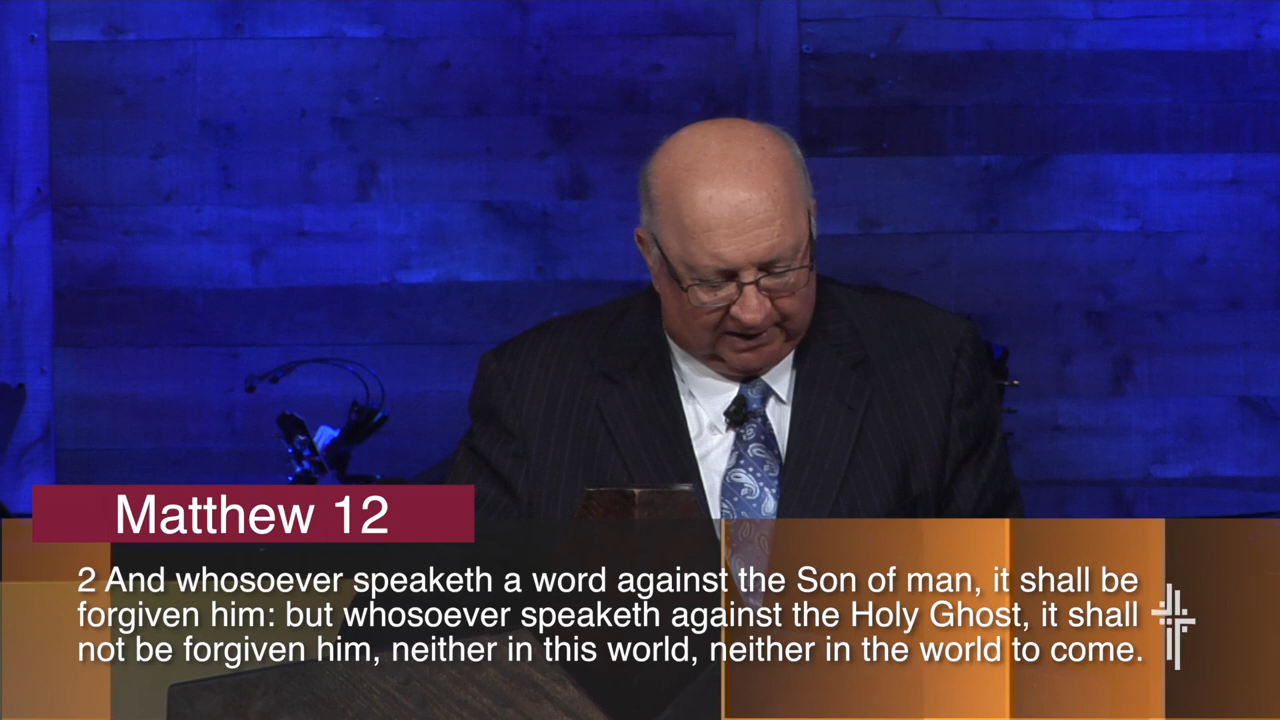 Matthew 12
2 And whosoever speaketh a word against the Son of man, it shall be
forgiven him: but whosoever speaketh against the Holy Ghost, it shall
not be forgiven him, neither in this world, neither in the world to come.